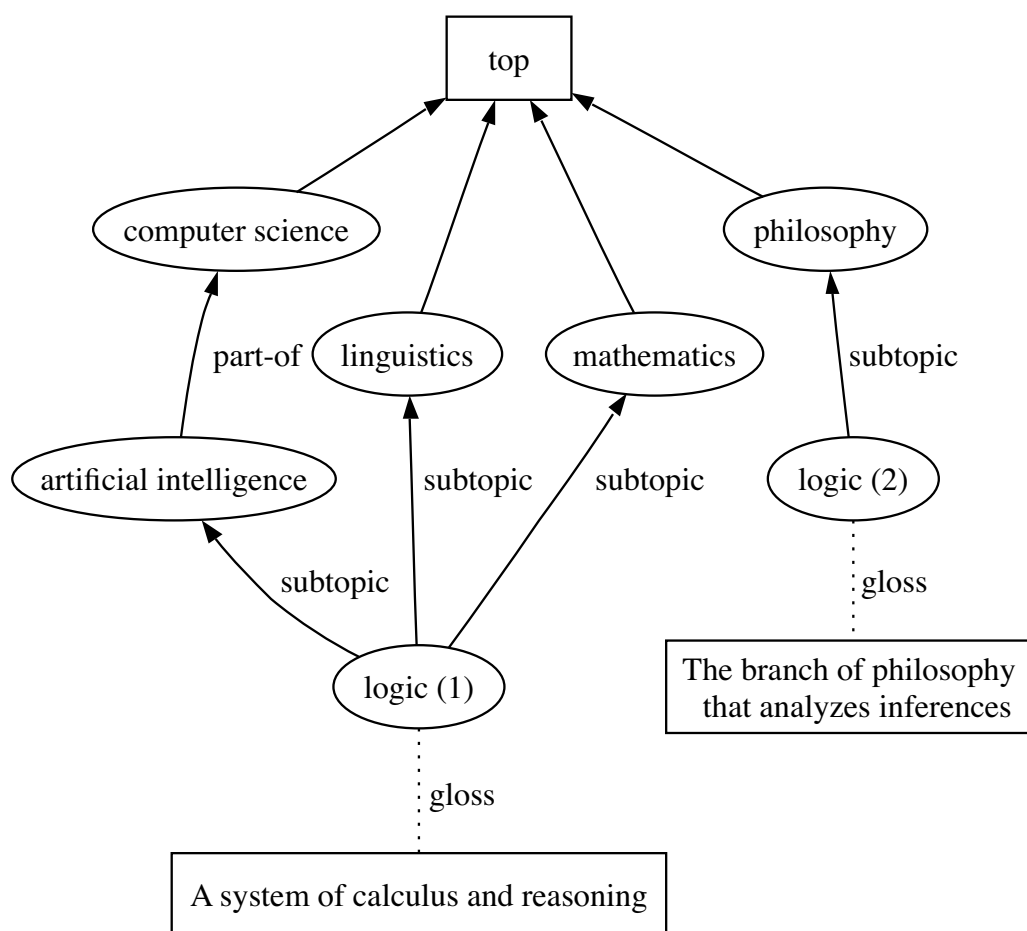 top
computer science
philosophy
part-of
linguistics
mathematics
subtopic
artificial intelligence
subtopic
subtopic
logic (2)
subtopic
gloss
logic (1)
The branch of philosophy
that analyzes inferences
gloss
A system of calculus and reasoning